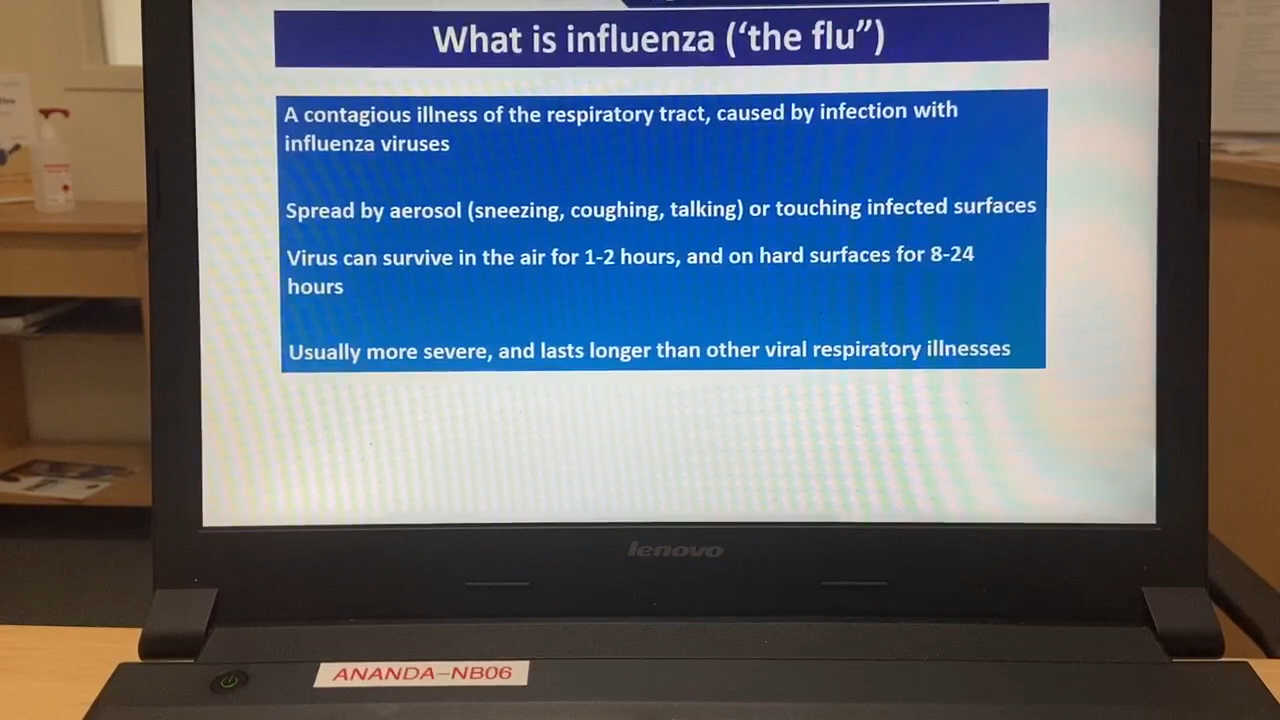 What is influenza (‘the flu”)
A contagious illness of the respiratory tract, caused by infection with
influenza viruses
Spread by aerosol (sneezing, coughing, talking) or touching infected surfaces
Virus can survive in the air for 1-2 hours, and on hard surfaces for 8-24
hours
Usually more severe, and lasts longer than other viral respiratory illnesses
lenovo
ANANDA-NB06